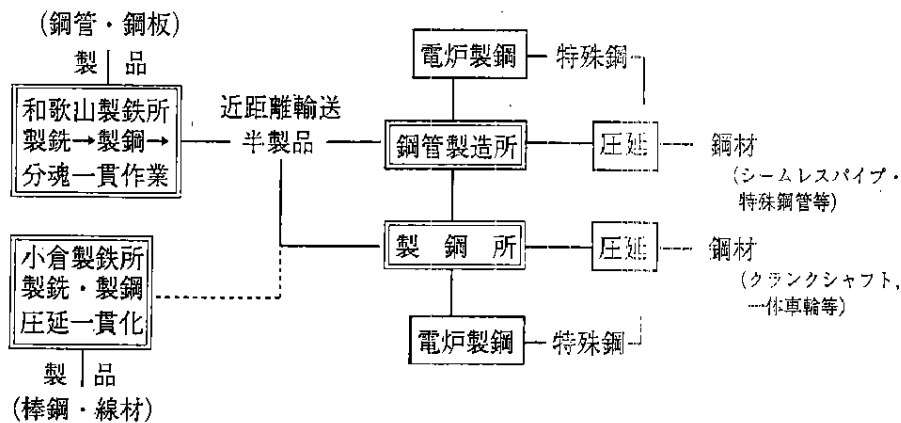 (鋼管・鋼板)
製品
和歌山製鉄所
製銑→製鋼→
分魂一貫作業
近距離輸送
半製品
小倉製鉄所
製銑・製鋼
圧延一貫化
製品
(棒鋼・線材)
電炉製鋼
特殊鋼
鋼管製造所
圧延
鋼材
(シームレスパイプ・
特殊鋼管等)
製鋼所
圧延
鋼材
(クランクシャフト,
一体車輪等)
電炉製鋼
特殊鋼